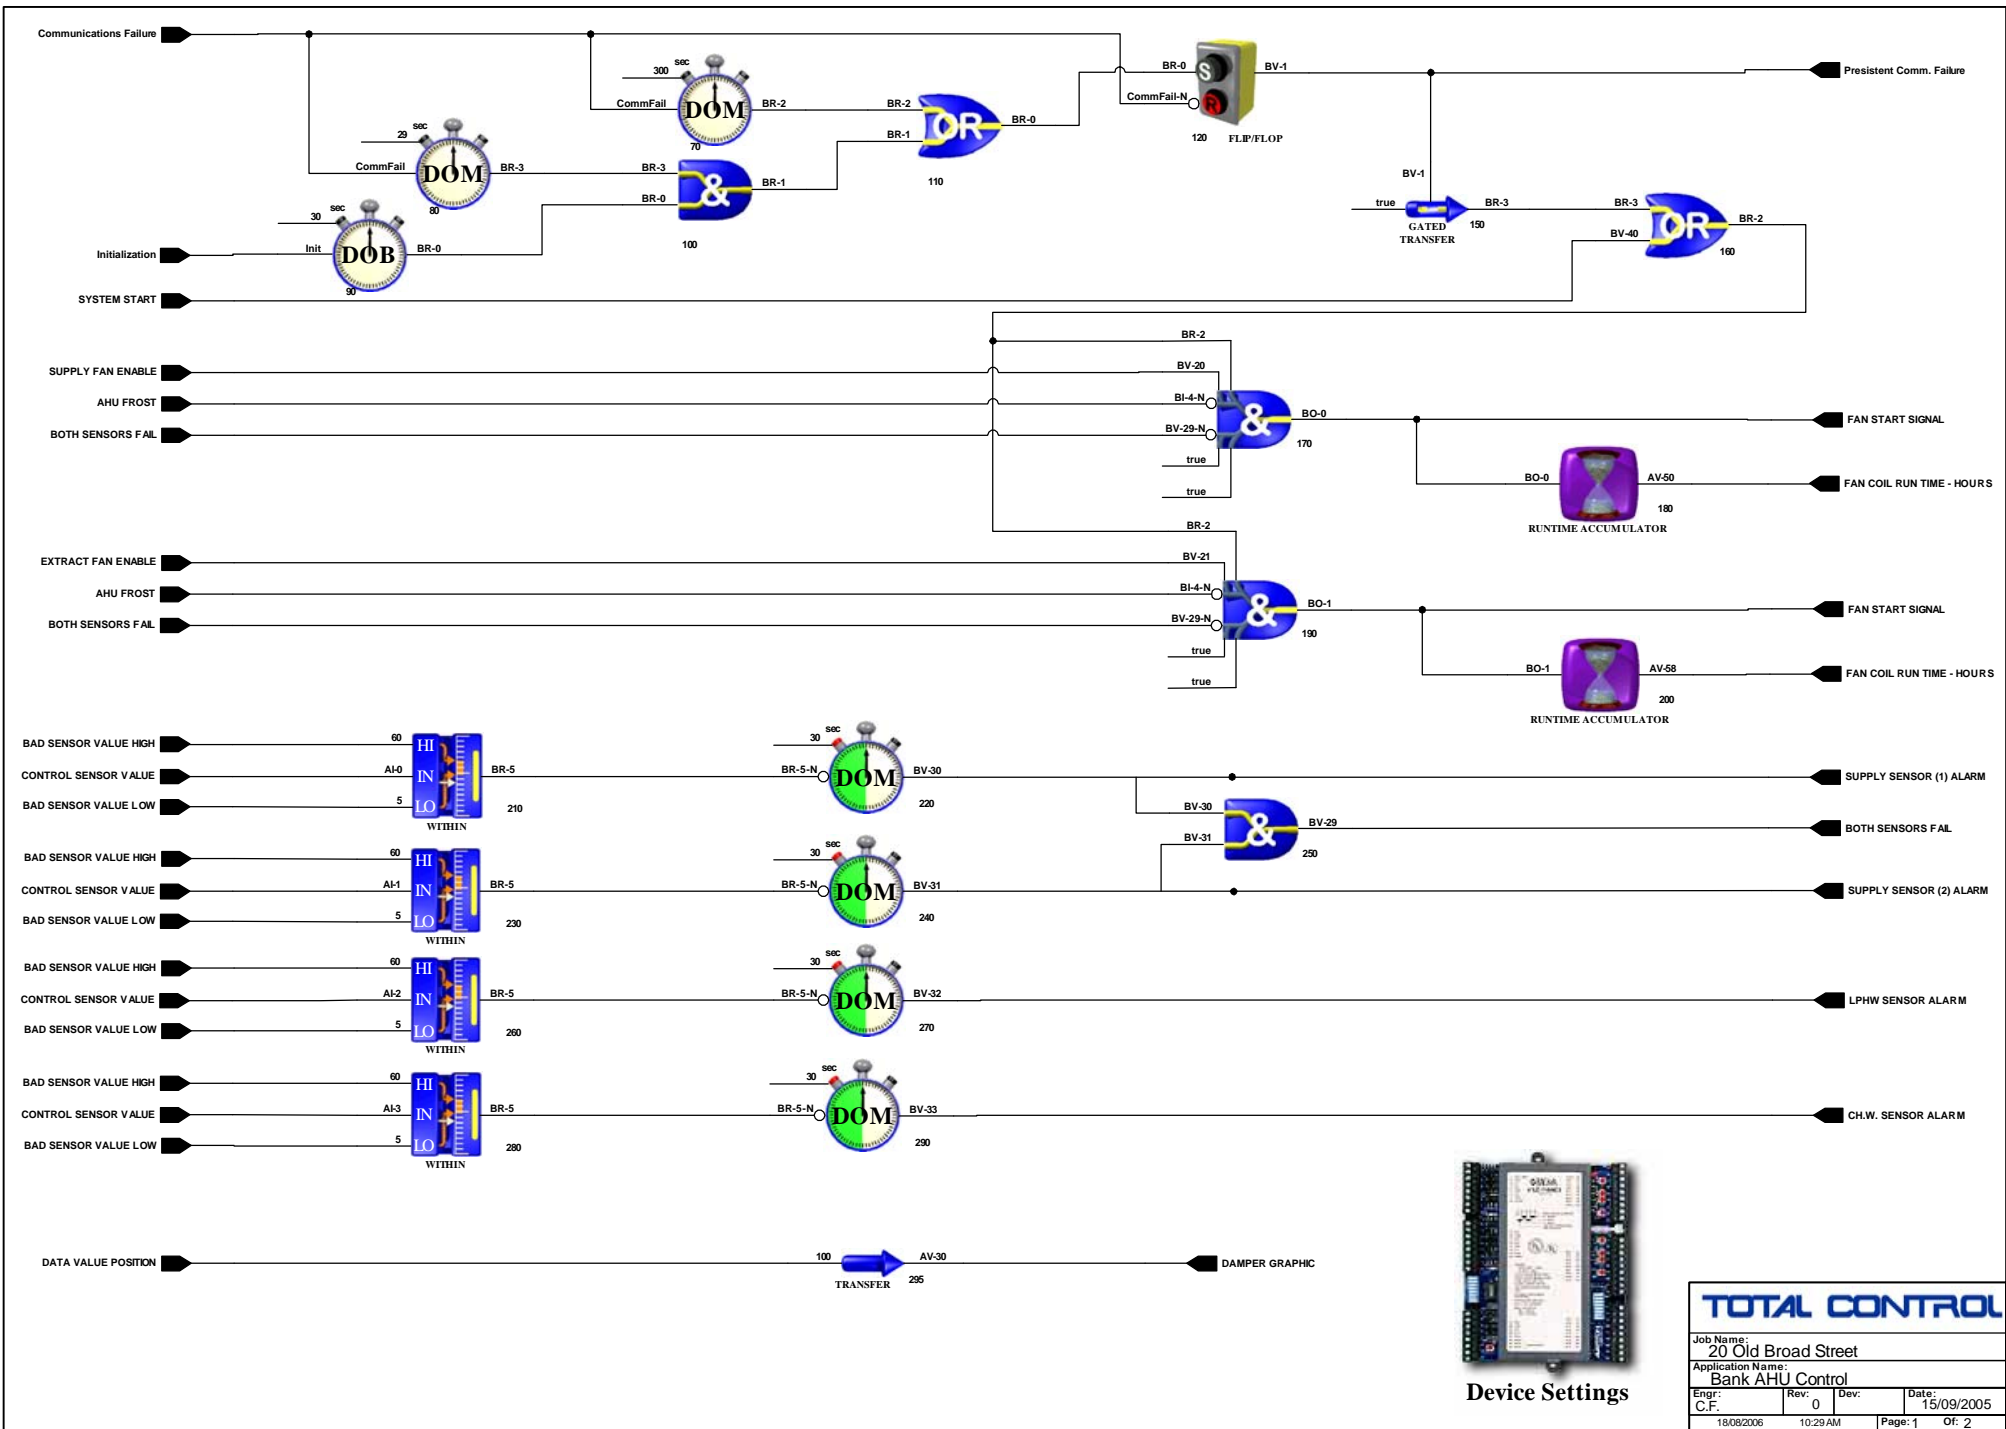 Communications Failure
300 sec
CommFail DOM BR-2
70
29 sec
CommFail DOM BR-3
80
30 sec
Initialization Init DOB BR-0
90
BR-3
BR-0 & BR-1
100
BR-2
BR-1 OR BR-0
110
BR-0 S BV-1
CommFail-N R
120 FLIP/FLOP
Presistent Comm. Failure
BV-1
true BR-3
GATED TRANSFER 150
BR-3
BV-40 OR BR-2
160
SYSTEM START
BR-2
SUPPLY FAN ENABLE BV-20
AHU FROST BI-4-N & BO-0 FAN START SIGNAL
BOTH SENSORS FAIL BV-29-N 170
true
true
BO-0 AV-50 FAN COIL RUN TIME - HOURS
180
RUNTIME ACCUMULATOR
BR-2
EXTRACT FAN ENABLE BV-21
AHU FROST BI-4-N & BO-1 FAN START SIGNAL
BOTH SENSORS FAIL BV-29-N 190
true
true
BO-1 AV-58 FAN COIL RUN TIME - HOURS
200
RUNTIME ACCUMULATOR
BAD SENSOR VALUE HIGH 60 HI 30 sec
CONTROL SENSOR VALUE AI-0 IN BR-5 BR-5-N DOM BV-30 SUPPLY SENSOR (1) ALARM
BAD SENSOR VALUE LOW 5 LO 210 220
WITHIN
BV-30
BV-31 & BV-29 BOTH SENSORS FAIL
250
BAD SENSOR VALUE HIGH 60 HI 30 sec
CONTROL SENSOR VALUE AI-1 IN BR-5 BR-5-N DOM BV-31 SUPPLY SENSOR (2) ALARM
BAD SENSOR VALUE LOW 5 LO 230 240
WITHIN
BAD SENSOR VALUE HIGH 60 HI 30 sec
CONTROL SENSOR VALUE AI-2 IN BR-5 BR-5-N DOM BV-32 LPHW SENSOR ALARM
BAD SENSOR VALUE LOW 5 LO 260 270
WITHIN
BAD SENSOR VALUE HIGH 60 HI 30 sec
CONTROL SENSOR VALUE AI-3 IN BR-5 BR-5-N DOM BV-33 CH.W. SENSOR ALARM
BAD SENSOR VALUE LOW 5 LO 280 290
WITHIN
DATA VALUE POSITION 100 AV-30 DAMPER GRAPHIC
TRANSFER 295
Device Settings
TOTAL CONTROL
Job Name:
20 Old Broad Street
Application Name:
Bank AHU Control
Engr: Rev: Dev: Date:
C.F. 0 15/09/2005
18/08/2006 10:29 AM Page: 1 Of: 2